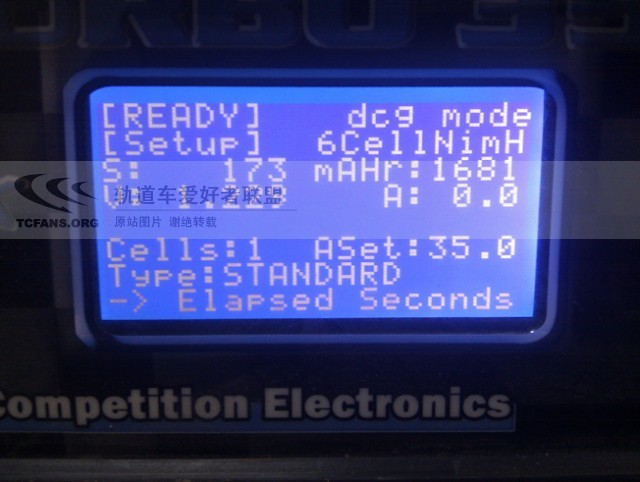 [READY] dcg mode
[Setup] 6CellNimH
S: 173 mAHr:1681
A: 0.0
轨道车爱好者联盟
TCFANS.ORG
原站图片 谢绝转载
Cells:1 ASet:35.0
Type:STANDARD
-> Elapsed Seconds
Competition Electronics